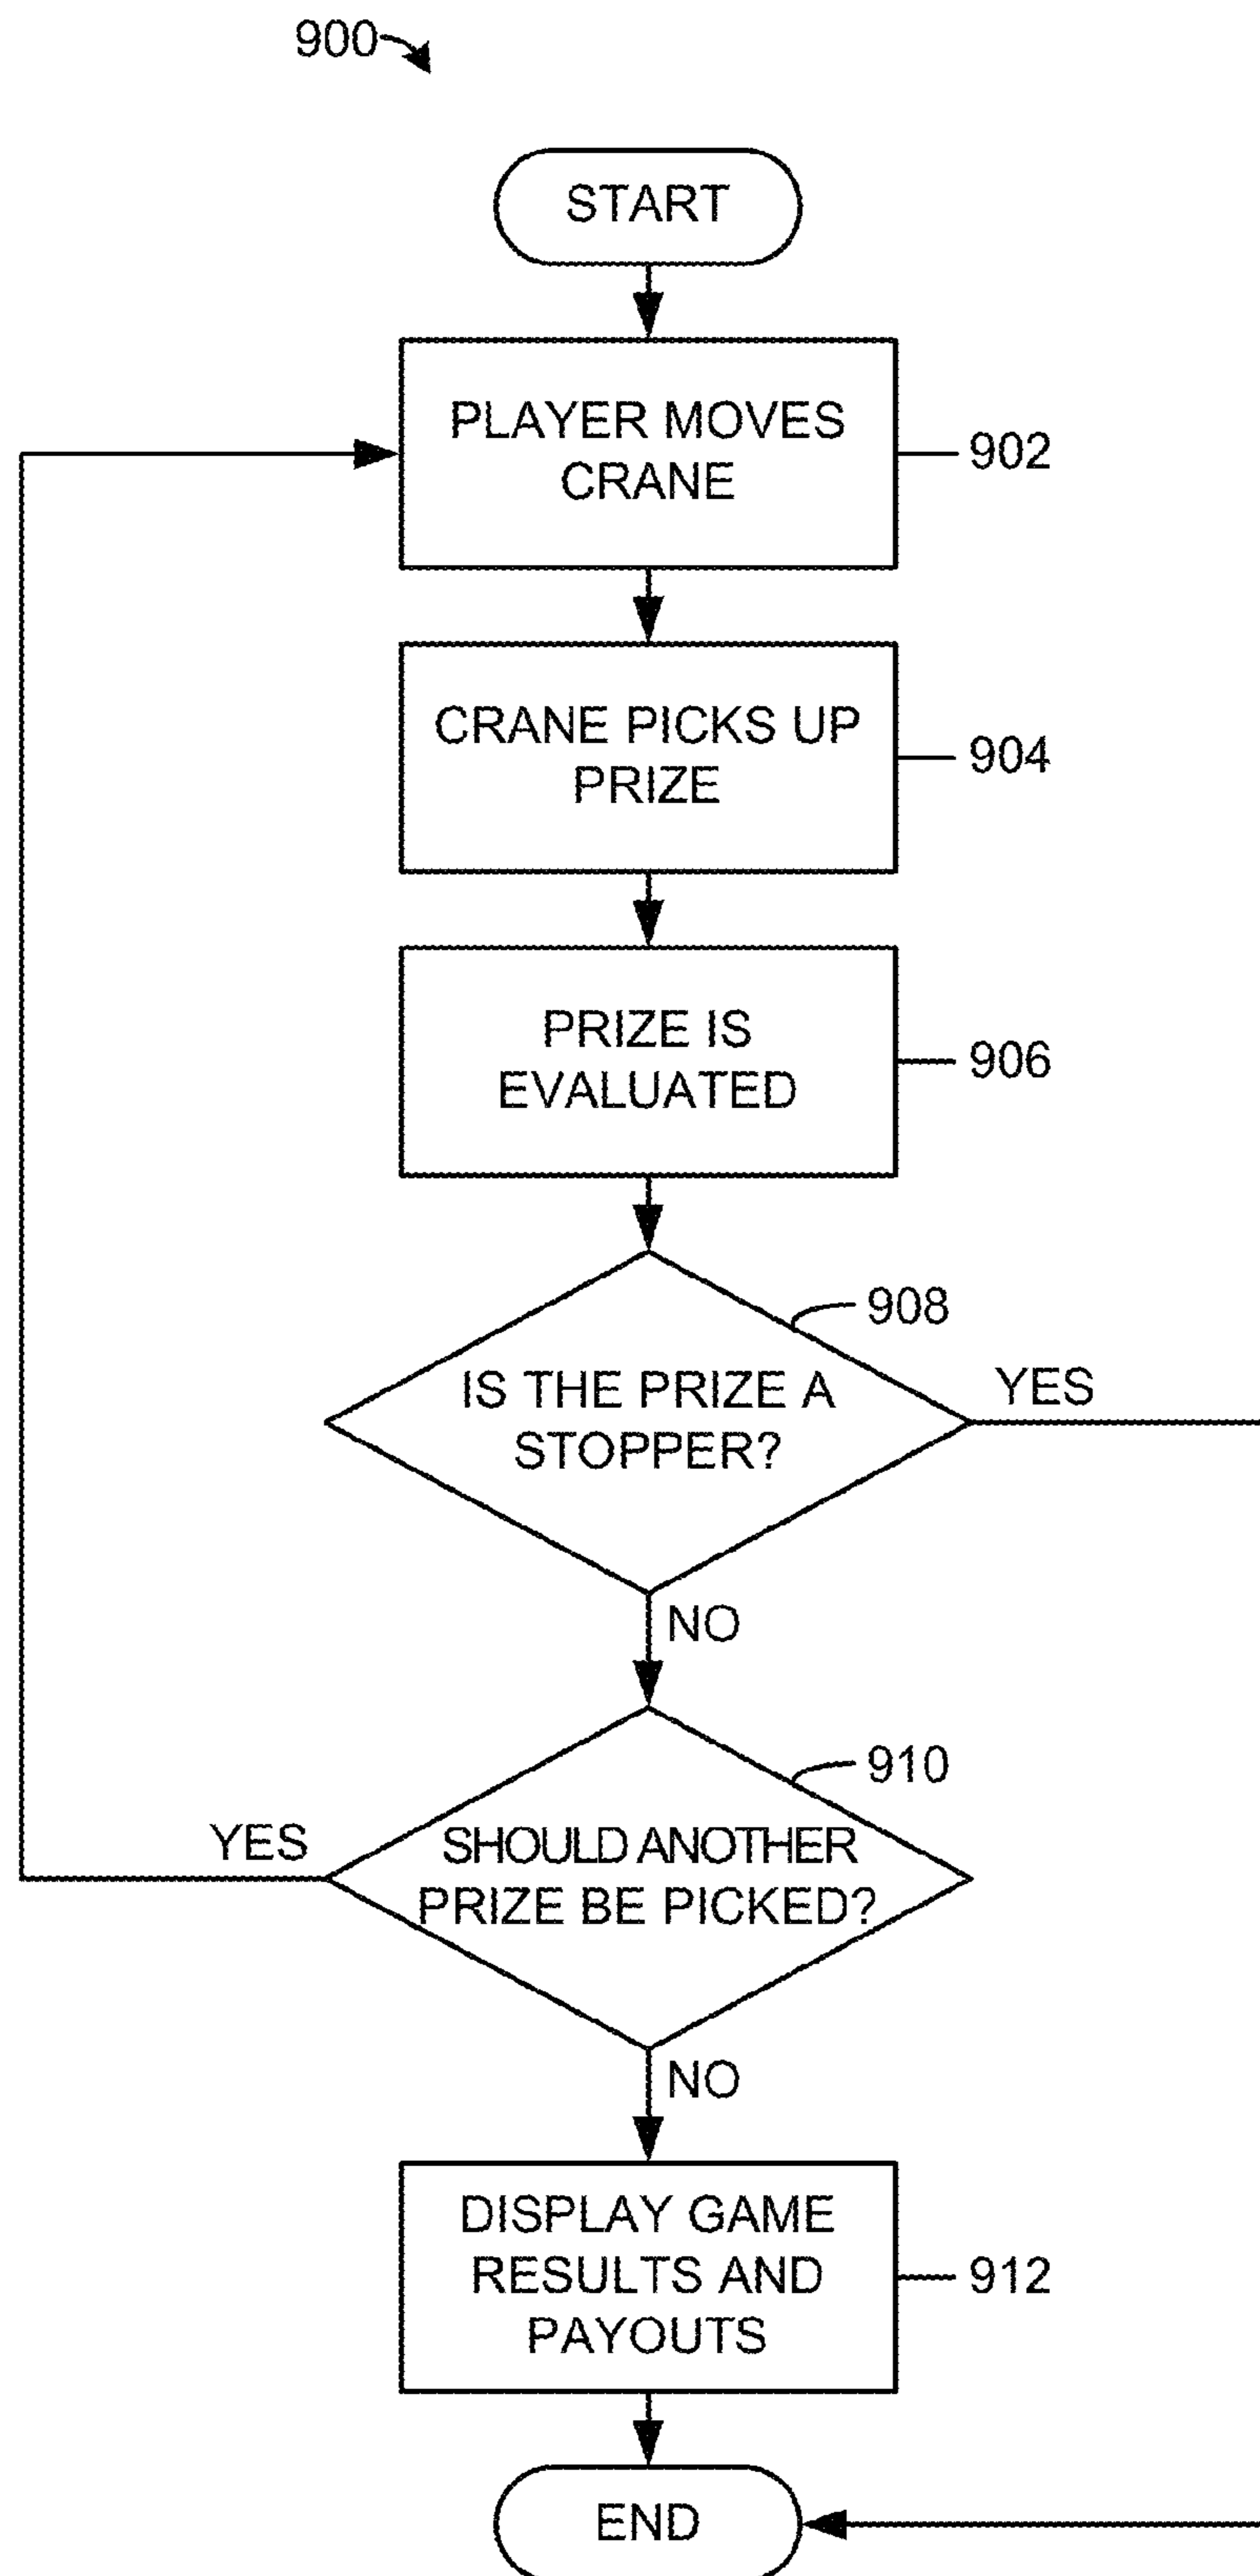 900
START
PLAYER MOVES
CRANE
902
CRANE PICKS UP
PRIZE
904
PRIZE IS
EVALUATED
906
908
IS THE PRIZE A
STOPPER?
YES
NO
910
YES
SHOULD ANOTHER
PRIZE BE PICKED?
NO
DISPLAY GAME
RESULTS AND
PAYOUTS
912
END